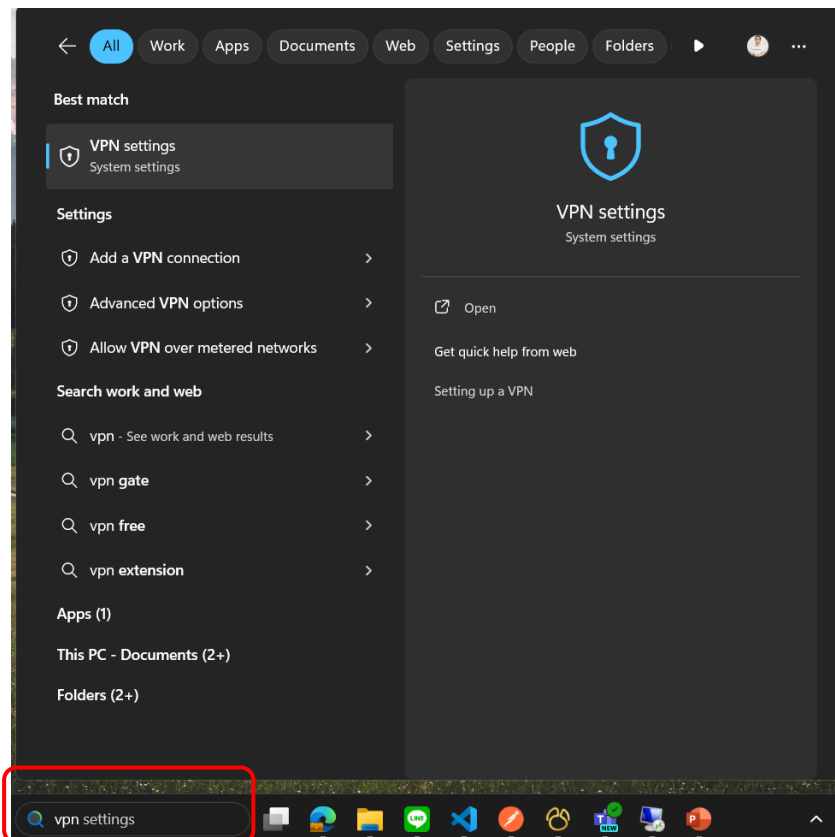 All Work Apps Documents Web Settings People Folders
Best match
VPN settings
System settings
Settings
Add a VPN connection
Advanced VPN options
Allow VPN over metered networks
Search work and web
vpn - See work and web results
vpn gate
vpn free
vpn extension
Apps (1)
This PC - Documents (2+)
Folders (2+)
VPN settings
System settings
Open
Get quick help from web
Setting up a VPN
vpn settings
LINE
T
NEW
P